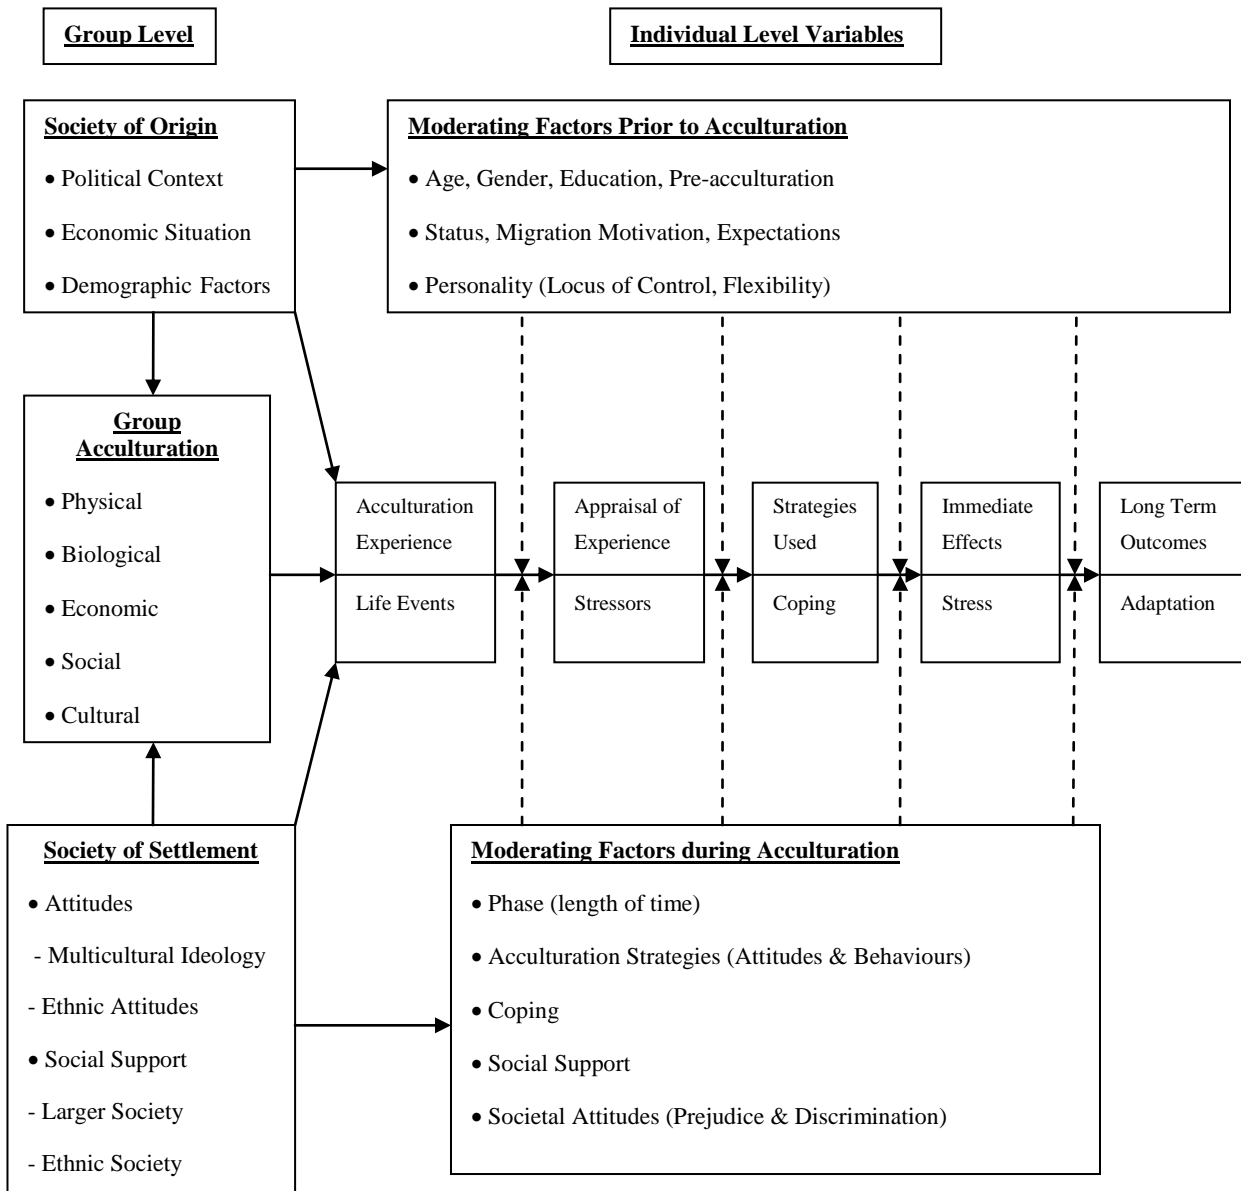 Group Level
Individual Level Variables
Society of Origin
• Political Context
• Economic Situation
• Demographic Factors
Moderating Factors Prior to Acculturation
• Age, Gender, Education, Pre-acculturation
• Status, Migration Motivation, Expectations
• Personality (Locus of Control, Flexibility)
Group
Acculturation
• Physical
• Biological
• Economic
• Social
• Cultural
Acculturation
Experience
Life Events
Appraisal of
Experience
Stressors
Strategies
Used
Coping
Immediate
Effects
Stress
Long Term
Outcomes
Adaptation
Society of Settlement
• Attitudes
- Multicultural Ideology
- Ethnic Attitudes
• Social Support
- Larger Society
- Ethnic Society
Moderating Factors during Acculturation
• Phase (length of time)
• Acculturation Strategies (Attitudes & Behaviours)
• Coping
• Social Support
• Societal Attitudes (Prejudice & Discrimination)